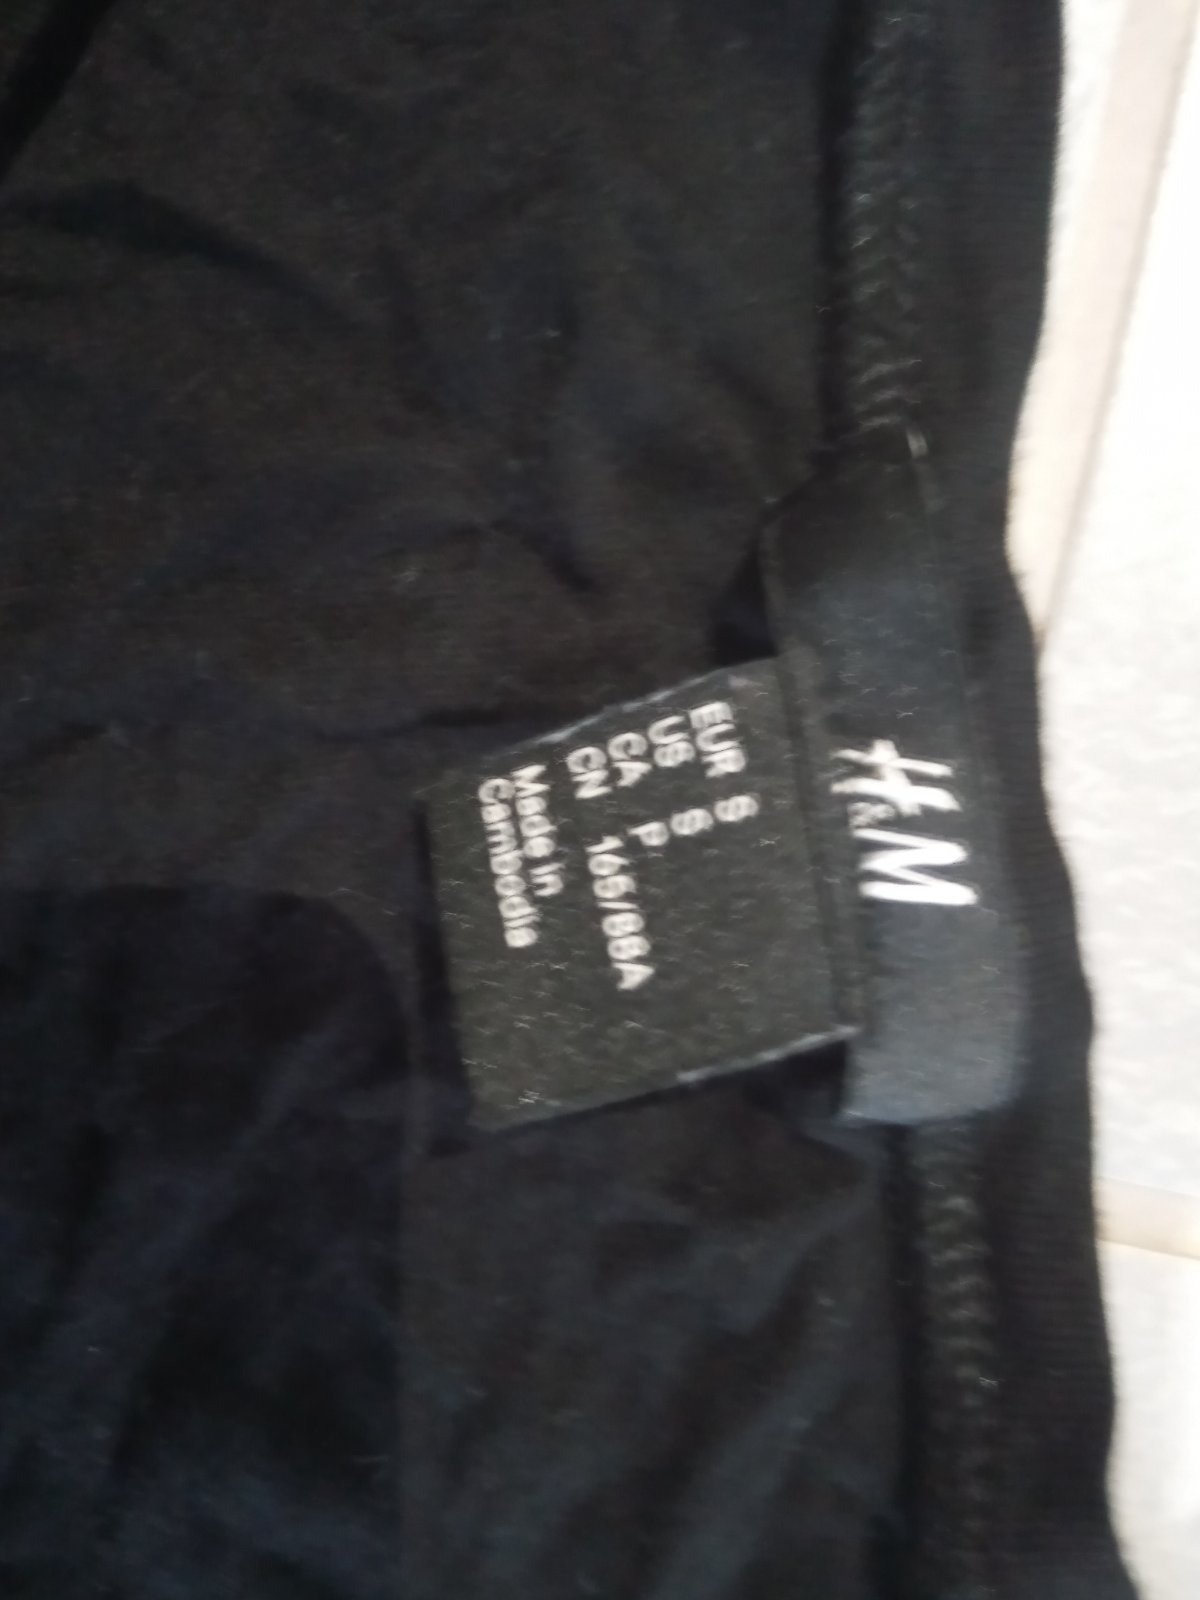 H&M
EUR S
US S
CA P
CN 165/88A
Made in
Cambodia